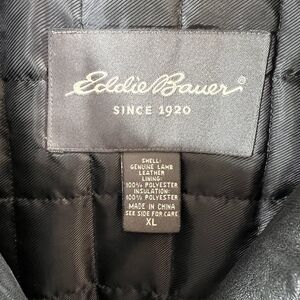 Eddie Bauer®
SINCE 1920
SHELL:
GENUINE LAMB
LEATHER
LINING:
100% POLYESTER
INSULATION:
100% POLYESTER
MADE IN CHINA
SEE SIDE FOR CARE
XL